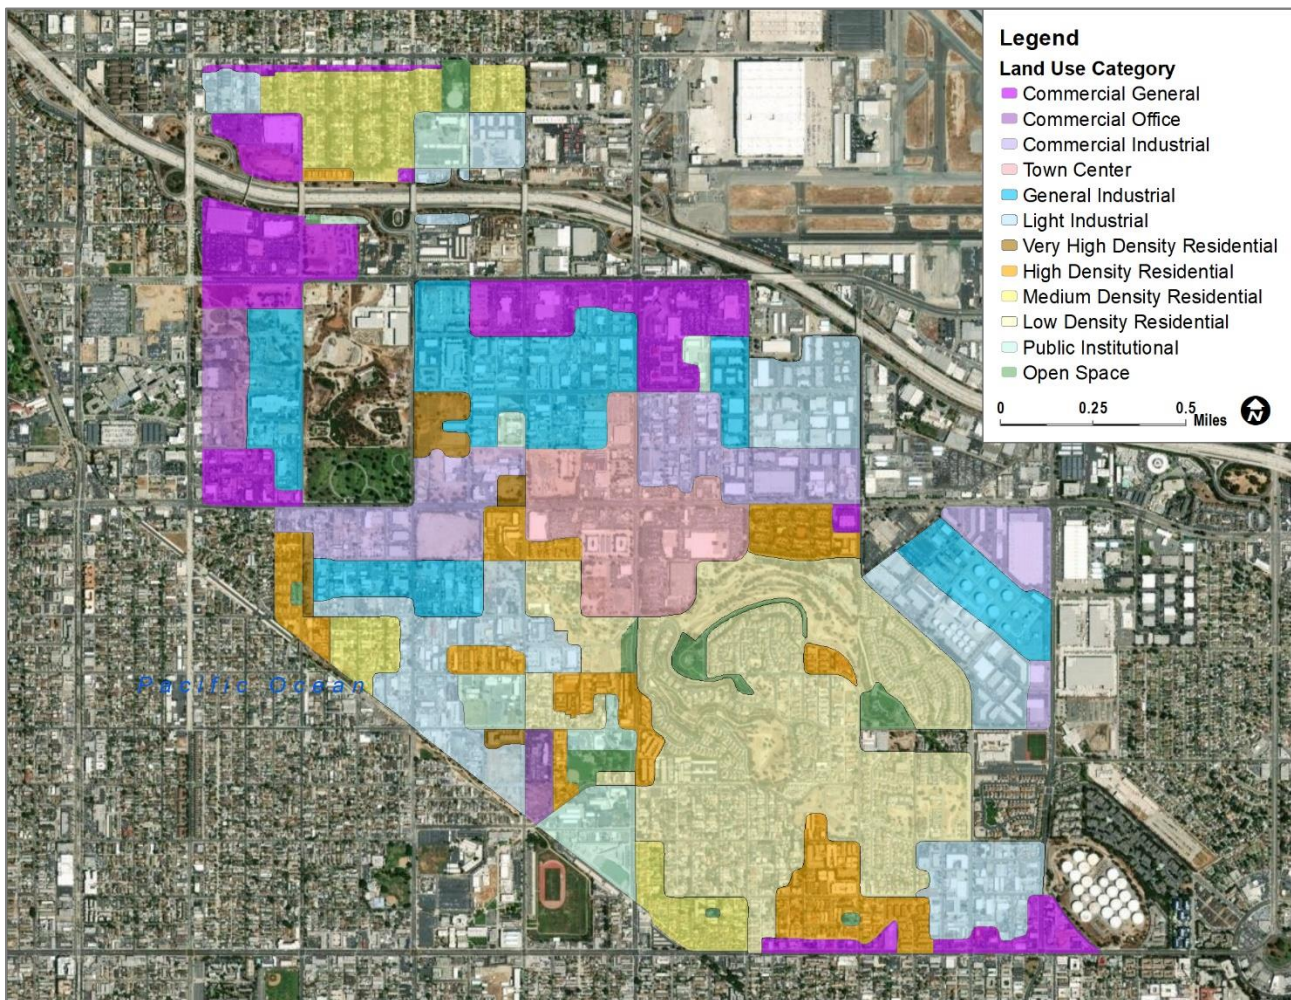 Legend
Land Use Category
Commercial General
Commercial Office
Commercial Industrial
Town Center
General Industrial
Light Industrial
Very High Density Residential
High Density Residential
Medium Density Residential
Low Density Residential
Public Institutional
Open Space
0 0.25 0.5
Miles
N
Pacific Ocean